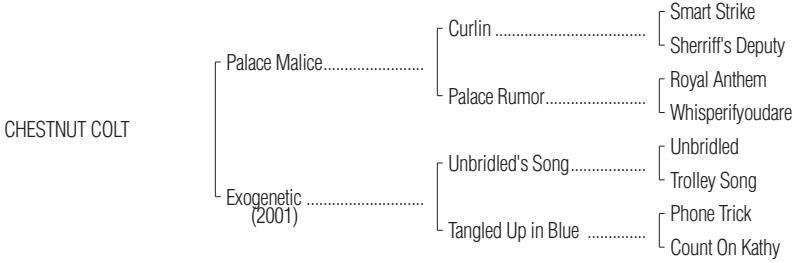 Smart Strike
Curlin ....................................
Sherriff's Deputy
Palace Malice........................
Royal Anthem
Palace Rumor........................
Whisperifyoudare
CHESTNUT COLT
Unbridled
Unbridled's Song..................
Trolley Song
Exogenetic ............................
(2001)
Phone Trick
Tangled Up in Blue ..............
Count On Kathy